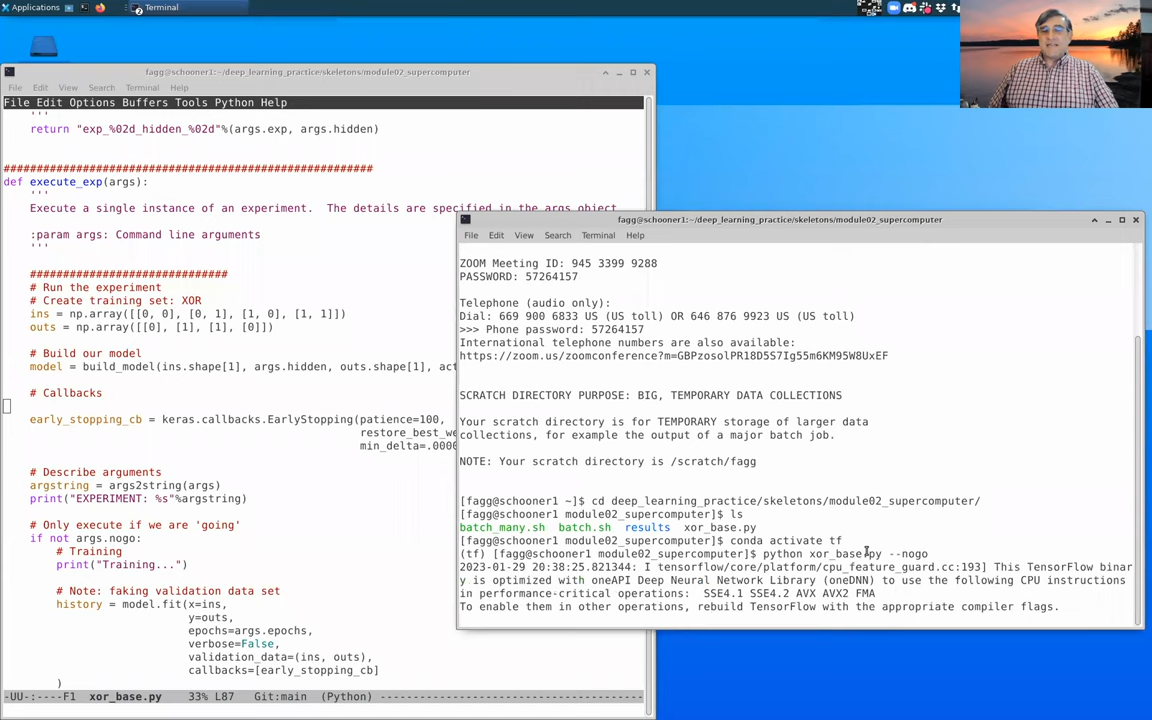 Applications
Terminal
fagg@schooner1:~/deep_learning_practice/skeletons/module02_supercomputer
File Edit View Search Terminal Help
File Edit Options Buffers Tools Python Help
'''
return "exp_%02d_hidden_%02d"%(args.exp, args.hidden)
###########################################################
def execute_exp(args):
'''
Execute a single instance of an experiment.  The details are specified in the args object
:param args: Command line arguments
'''
##############################
# Run the experiment
# Create training set: XOR
ins = np.array([[0, 0], [0, 1], [1, 0], [1, 1]])
outs = np.array([[0], [1], [1], [0]])
# Build our model
model = build_model(ins.shape[1], args.hidden, outs.shape[1], act
# Callbacks
early_stopping_cb = keras.callbacks.EarlyStopping(patience=100,
restore_best_we
min_delta=.0000
# Describe arguments
argstring = args2string(args)
print("EXPERIMENT: %s"%argstring)
# Only execute if we are 'going'
if not args.nogo:
# Training
print("Training...")
# Note: faking validation data set
history = model.fit(x=ins,
y=outs,
epochs=args.epochs,
verbose=False,
validation_data=(ins, outs),
callbacks=[early_stopping_cb]
)
-UU-:----F1  xor_base.py    33% L87   Git:main  (Python) ----------------------------------------
fagg@schooner1:~/deep_learning_practice/skeletons/module02_supercomputer
File Edit View Search Terminal Help
ZOOM Meeting ID: 945 3399 9288
PASSWORD: 57264157
Telephone (audio only):
Dial: 669 900 6833 US (US toll) OR 646 876 9923 US (US toll)
>>> Phone password: 57264157
International telephone numbers are also available:
https://zoom.us/zoomconference?m=GBPzosolPR18D5S7Ig55m6KM95W8UxEF
SCRATCH DIRECTORY PURPOSE: BIG, TEMPORARY DATA COLLECTIONS
Your scratch directory is for TEMPORARY storage of larger data
collections, for example the output of a major batch job.
NOTE: Your scratch directory is /scratch/fagg
[fagg@schooner1 ~]$ cd deep_learning_practice/skeletons/module02_supercomputer/
[fagg@schooner1 module02_supercomputer]$ ls
batch_many.sh  batch.sh  results  xor_base.py
[fagg@schooner1 module02_supercomputer]$ conda activate tf
(tf) [fagg@schooner1 module02_supercomputer]$ python xor_base.py --nogo
2023-01-29 20:38:25.821344: I tensorflow/core/platform/cpu_feature_guard.cc:193] This TensorFlow binar
y is optimized with oneAPI Deep Neural Network Library (oneDNN) to use the following CPU instructions
in performance-critical operations:  SSE4.1 SSE4.2 AVX AVX2 FMA
To enable them in other operations, rebuild TensorFlow with the appropriate compiler flags.